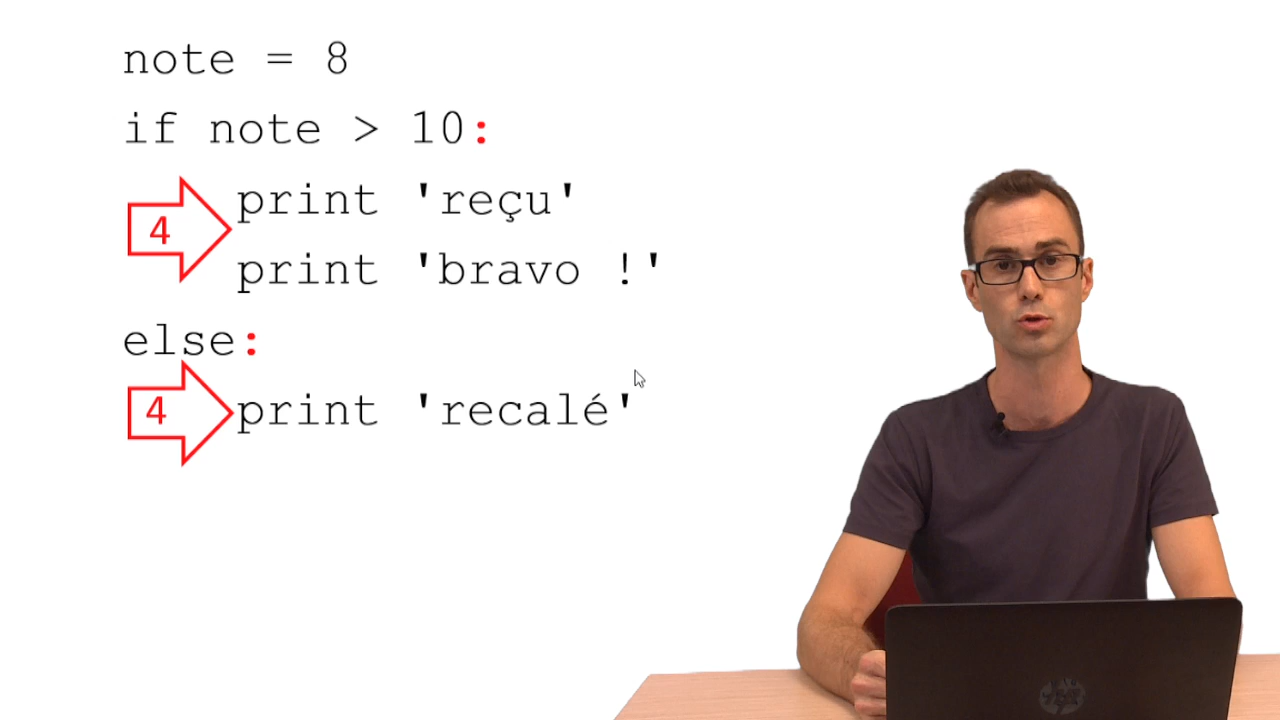 note = 8
if note > 10:
print 'reçu'
4
print 'bravo !'
else:
4 print 'recalé'